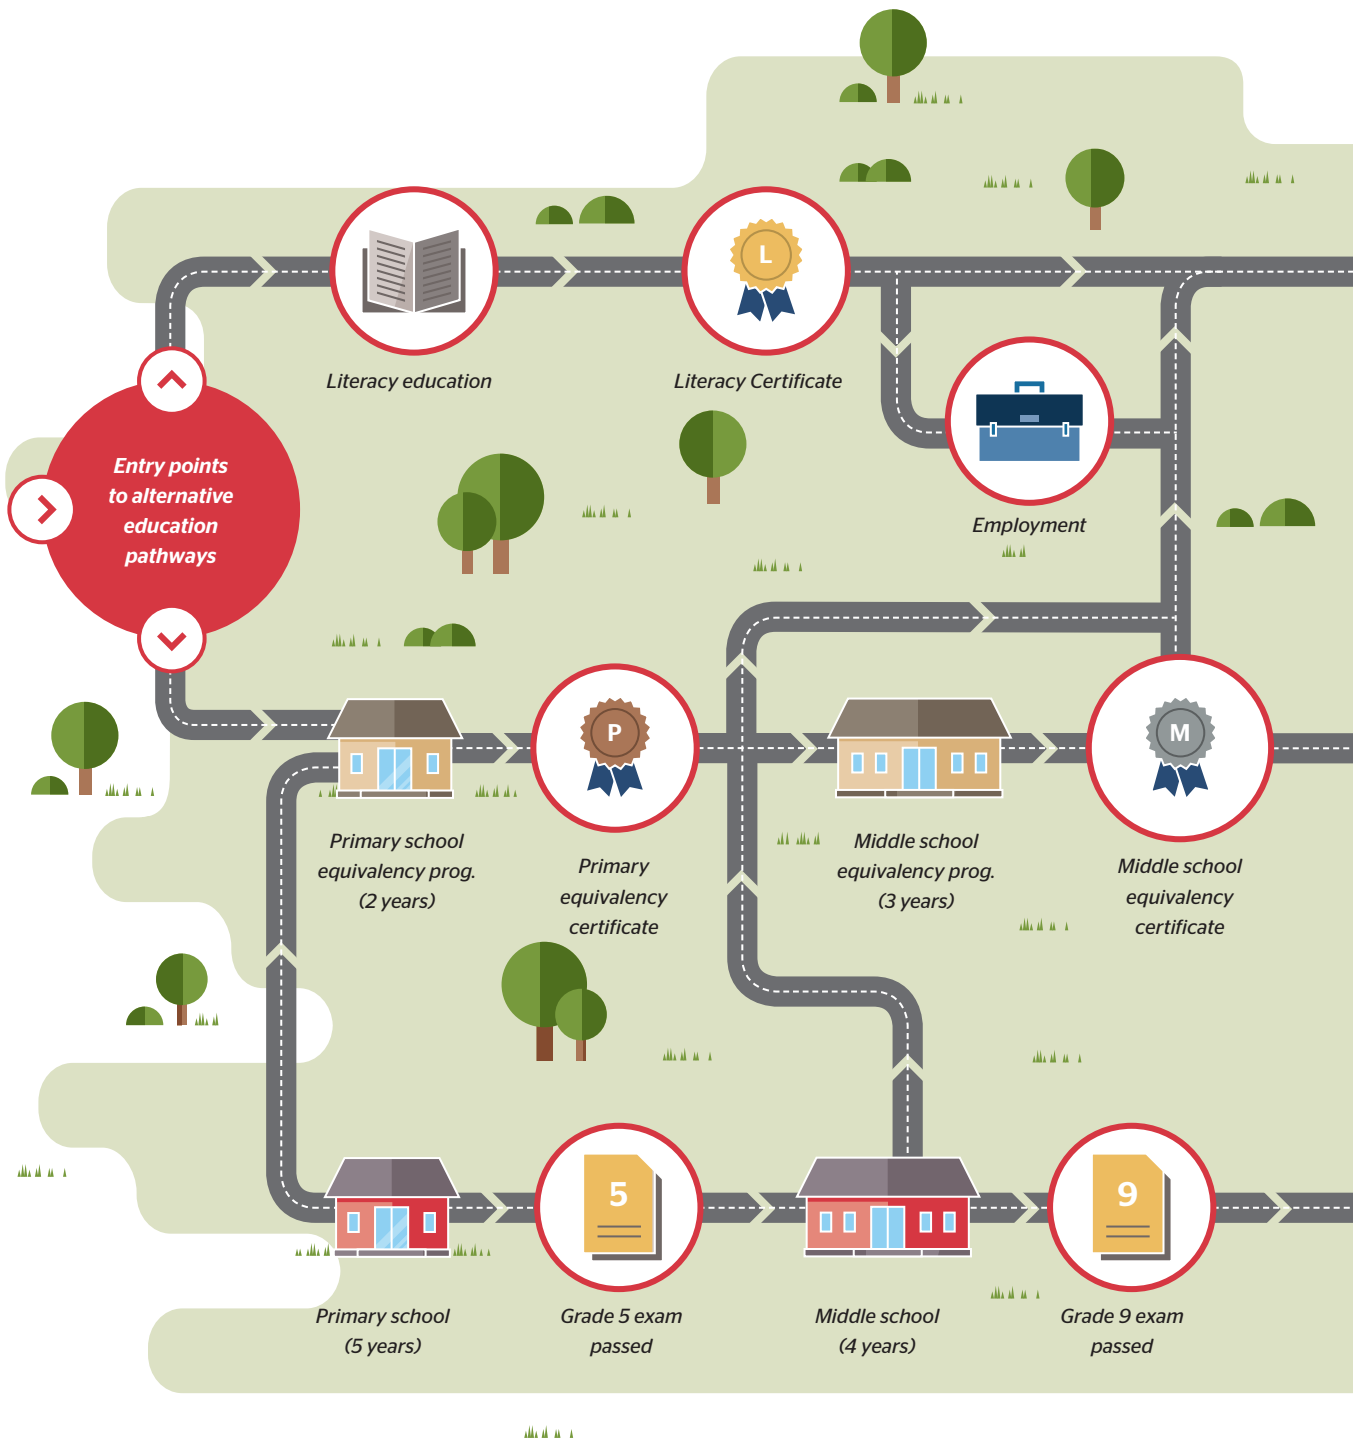 L
Literacy education
Literacy Certificate
Entry points
to alternative
education
pathways
Employment
P
M
Primary school
equivalency prog.
(2 years)
Primary
equivalency
certificate
Middle school
equivalency prog.
(3 years)
Middle school
equivalency
certificate
5
9
Primary school
(5 years)
Grade 5 exam
passed
Middle school
(4 years)
Grade 9 exam
passed